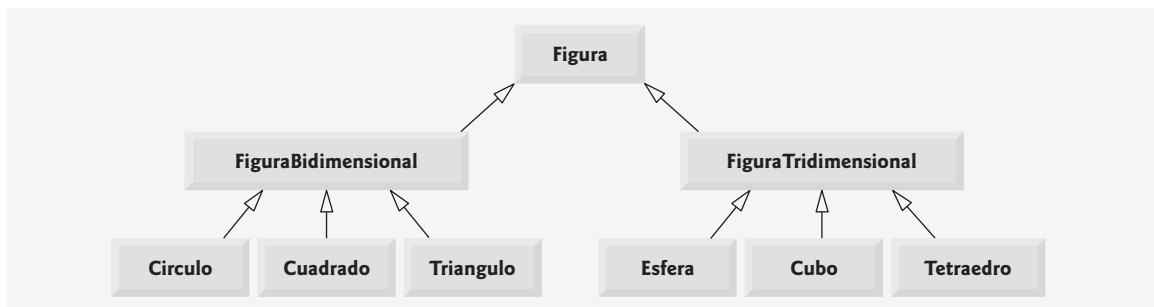 Figura
FiguraBidimensional
FiguraTridimensional
Circulo
Cuadrado
Triangulo
Esfera
Cubo
Tetraedro